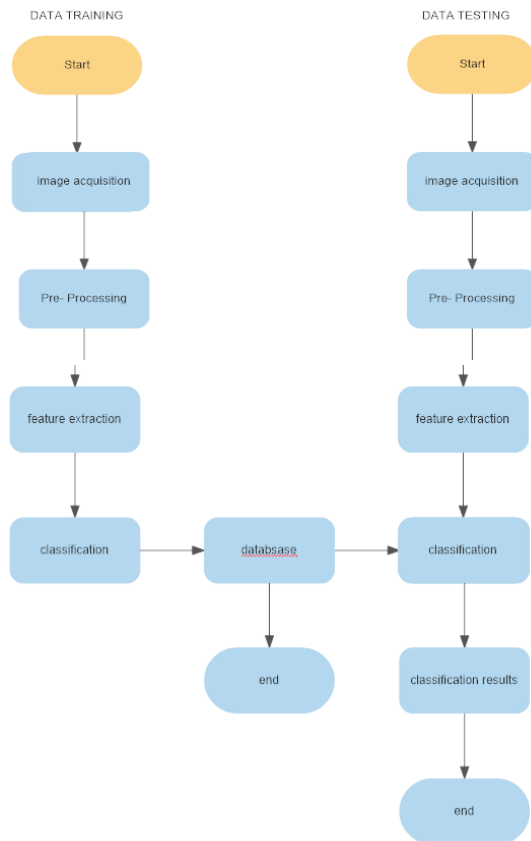 DATA TRAINING
Start
image acquisition
Pre- Processing
feature extraction
classification
databsase
end
DATA TESTING
Start
image acquisition
Pre- Processing
feature extraction
classification
classification results
end